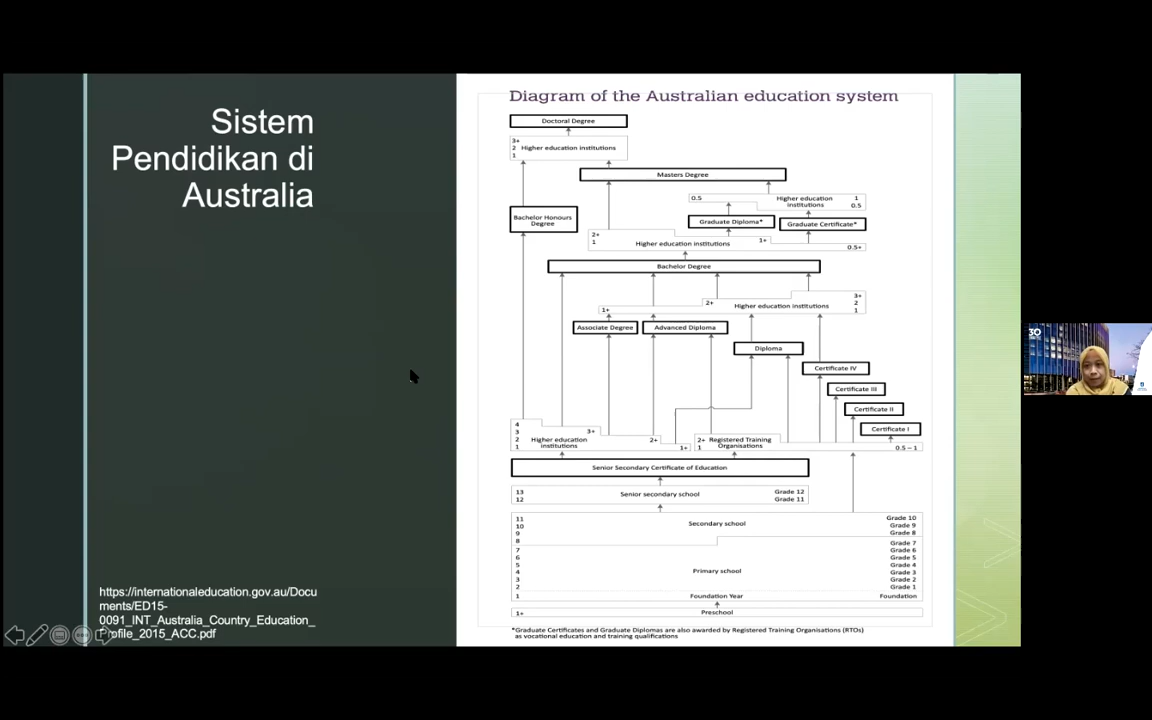 Sistem
Pendidikan di
Australia
https://internationaleducation.gov.au/Docu
ments/ED15-
0091_INT_Australia_Country_Education_
Profile_2015_ACC.pdf
Diagram of the Australian education system
Doctoral Degree
3+
2 Higher education institutions
1
Masters Degree
0.5 Higher education institutions 1
0.5
Bachelor Honours
Degree
Graduate Diploma*
Graduate Certificate*
2+
1 Higher education institutions 1+
0.5+
Bachelor Degree
3+
2+ Higher education institutions 2
1+ 1
Associate Degree
Advanced Diploma
Diploma
Certificate IV
Certificate III
Certificate II
Certificate I
4
3 3+
2 Higher education
1 institutions
2+
1+
2+ Registered Training
1 Organisations
0.5 – 1
Senior Secondary Certificate of Education
13 Senior secondary school Grade 12
12 Grade 11
11 Secondary school Grade 10
10 Grade 9
9 Grade 8
8 Grade 7
7 Grade 6
6 Grade 5
5 Primary school Grade 4
4 Grade 3
3 Grade 2
2 Grade 1
1 Foundation Year Foundation
1+ Preschool
*Graduate Certificates and Graduate Diplomas are also awarded by Registered Training Organisations (RTOs)
as vocational education and training qualifications
30